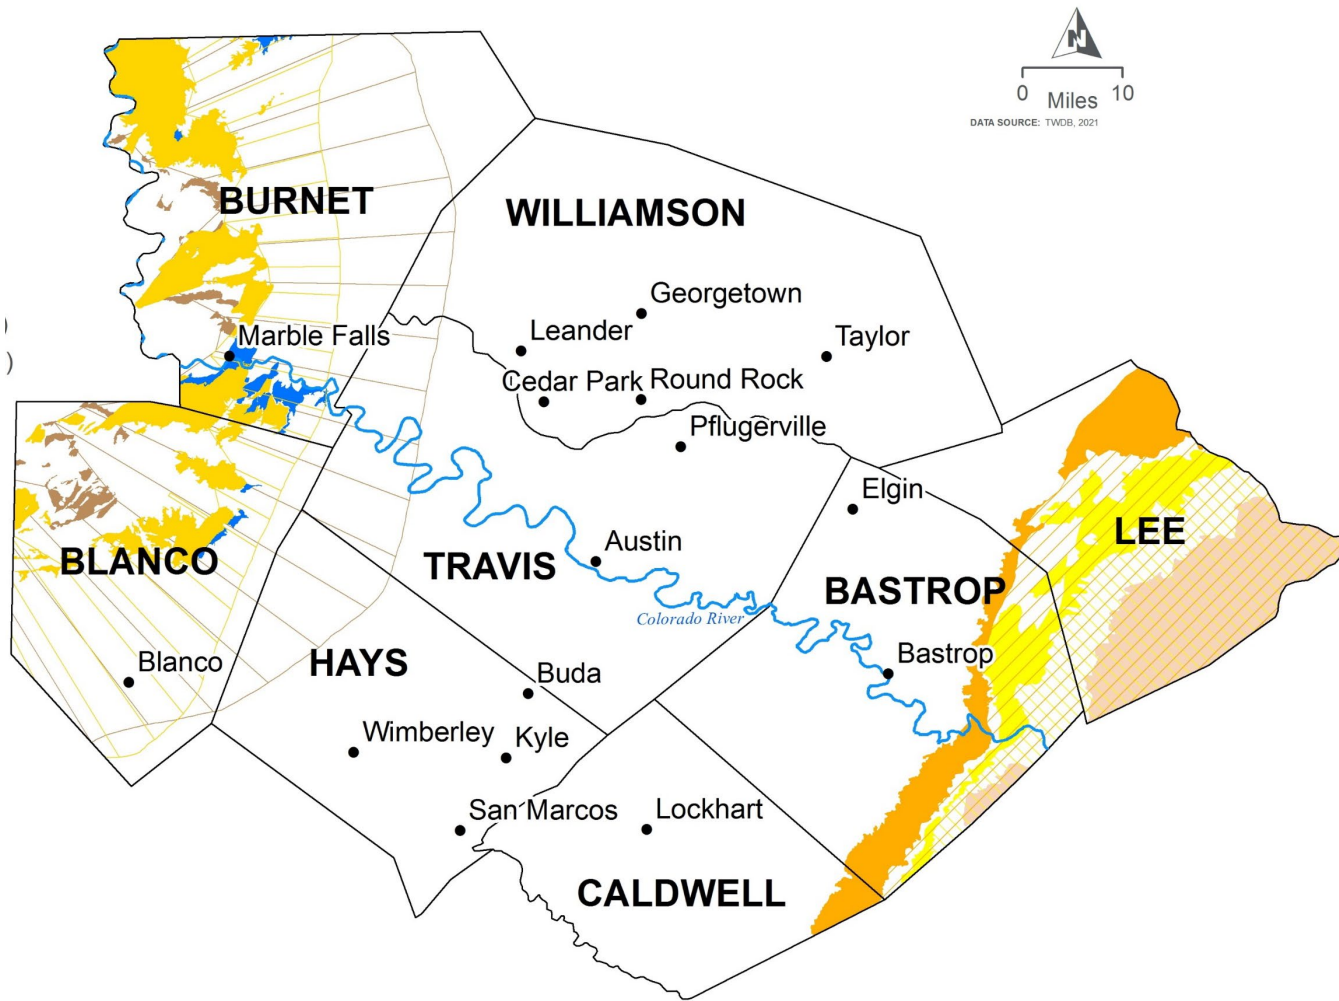 N
0 Miles 10
DATA SOURCE: TWDB, 2021
BURNET
WILLIAMSON
Georgetown
)
Marble Falls
Leander
Taylor
)
Cedar Park
Round Rock
Pflugerville
Elgin
LEE
BLANCO
TRAVIS
Austin
BASTROP
Colorado River
Blanco
HAYS
Buda
Bastrop
Wimberley
Kyle
San Marcos
Lockhart
CALDWELL